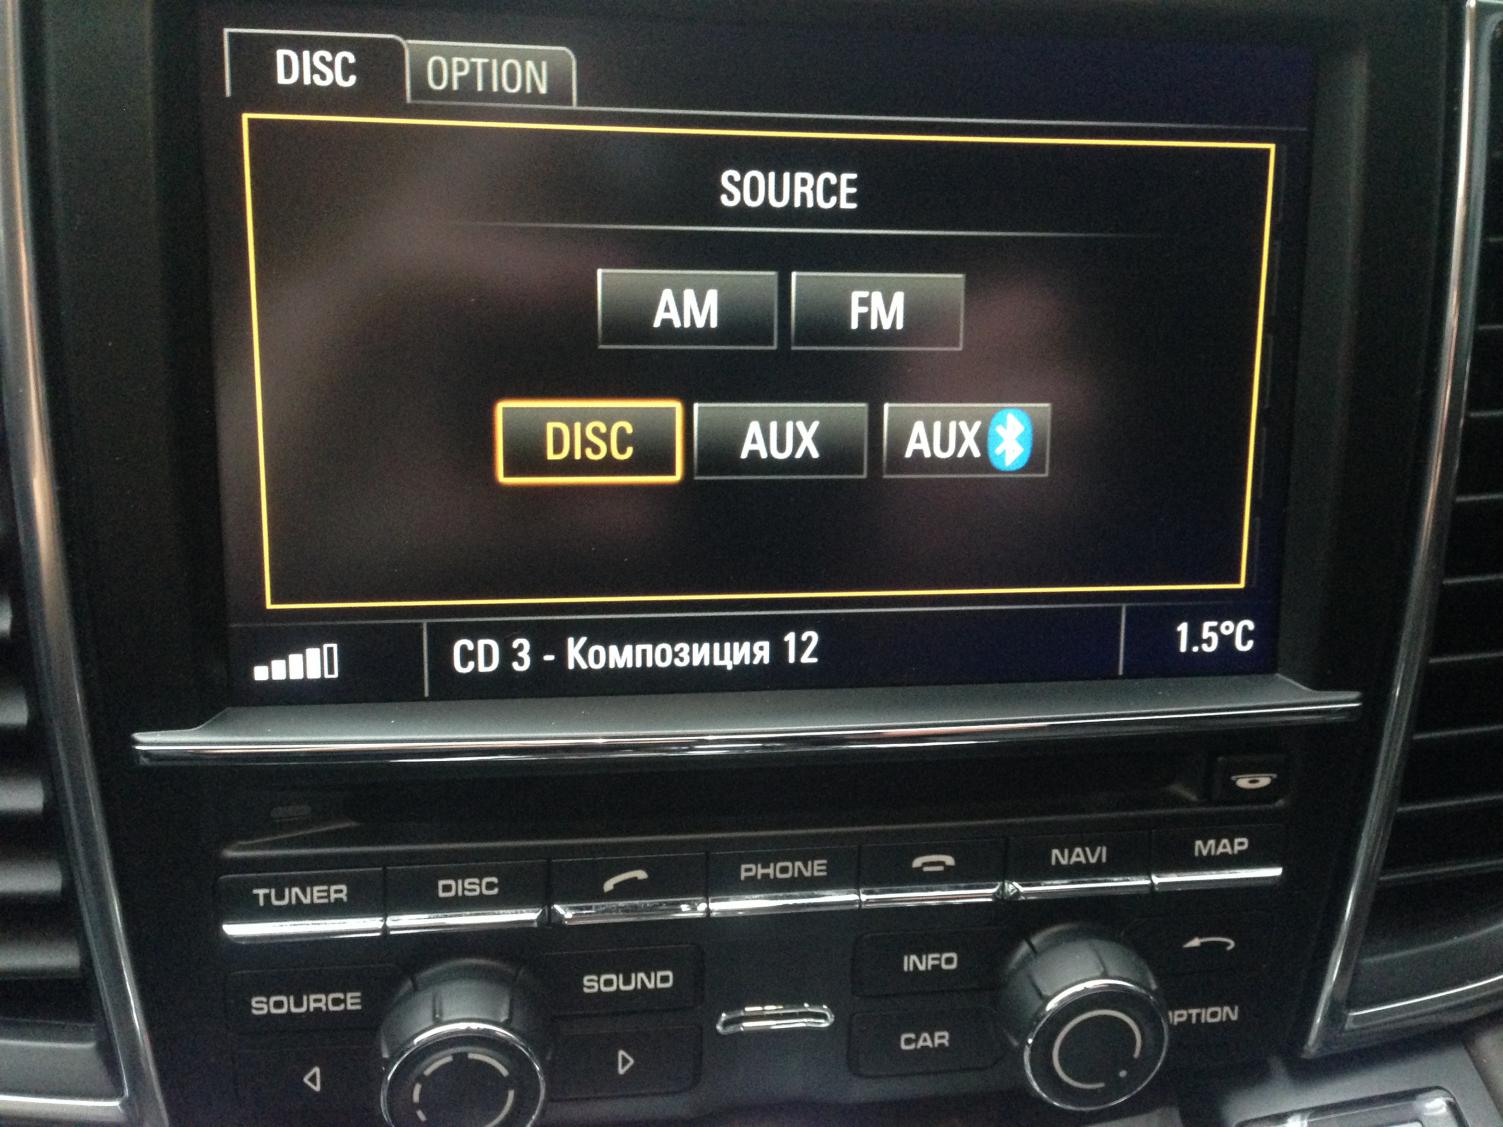 DISC OPTION
SOURCE
AM FM
DISC AUX AUX
CD 3 - Композиция 12 1.5°C
TUNER DISC PHONE NAVI MAP
SOURCE SOUND INFO
CAR PTION